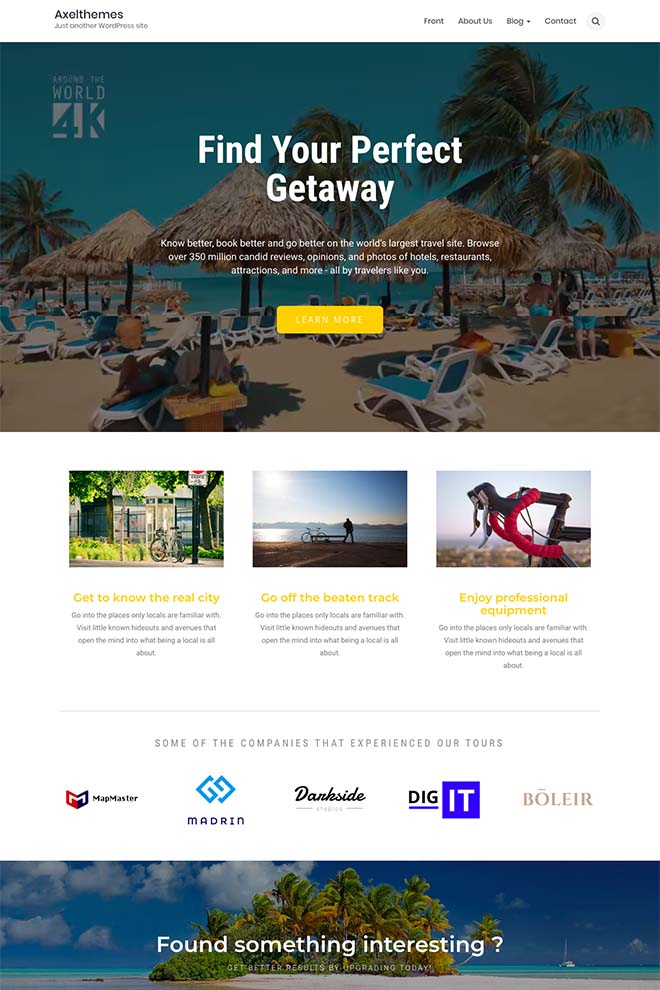 Axelthemes
Just another WordPress site
Front About Us Blog Contact
AROUND THE
WORLD
4K
Find Your Perfect
Getaway
Know better, book better and go better on the world's largest travel site. Browse
over 350 million candid reviews, opinions, and photos of hotels, restaurants,
attractions, and more - all by travelers like you.
LEARN MORE
Get to know the real city
Go into the places only locals are familiar with.
Visit little known hideouts and avenues that
open the mind into what being a local is all
about.
Go off the beaten track
Go into the places only locals are familiar with.
Visit little known hideouts and avenues that
open the mind into what being a local is all
about.
Enjoy professional
equipment
Go into the places only locals are familiar with.
Visit little known hideouts and avenues that
open the mind into what being a local is all
about.
SOME OF THE COMPANIES THAT EXPERIENCED OUR TOURS
MapMaster
MADRIN
Darkside
STUDIOS
DIG IT
BŌLEIR
Found something interesting ?
GET BETTER RESULTS BY UPGRADING TODAY!